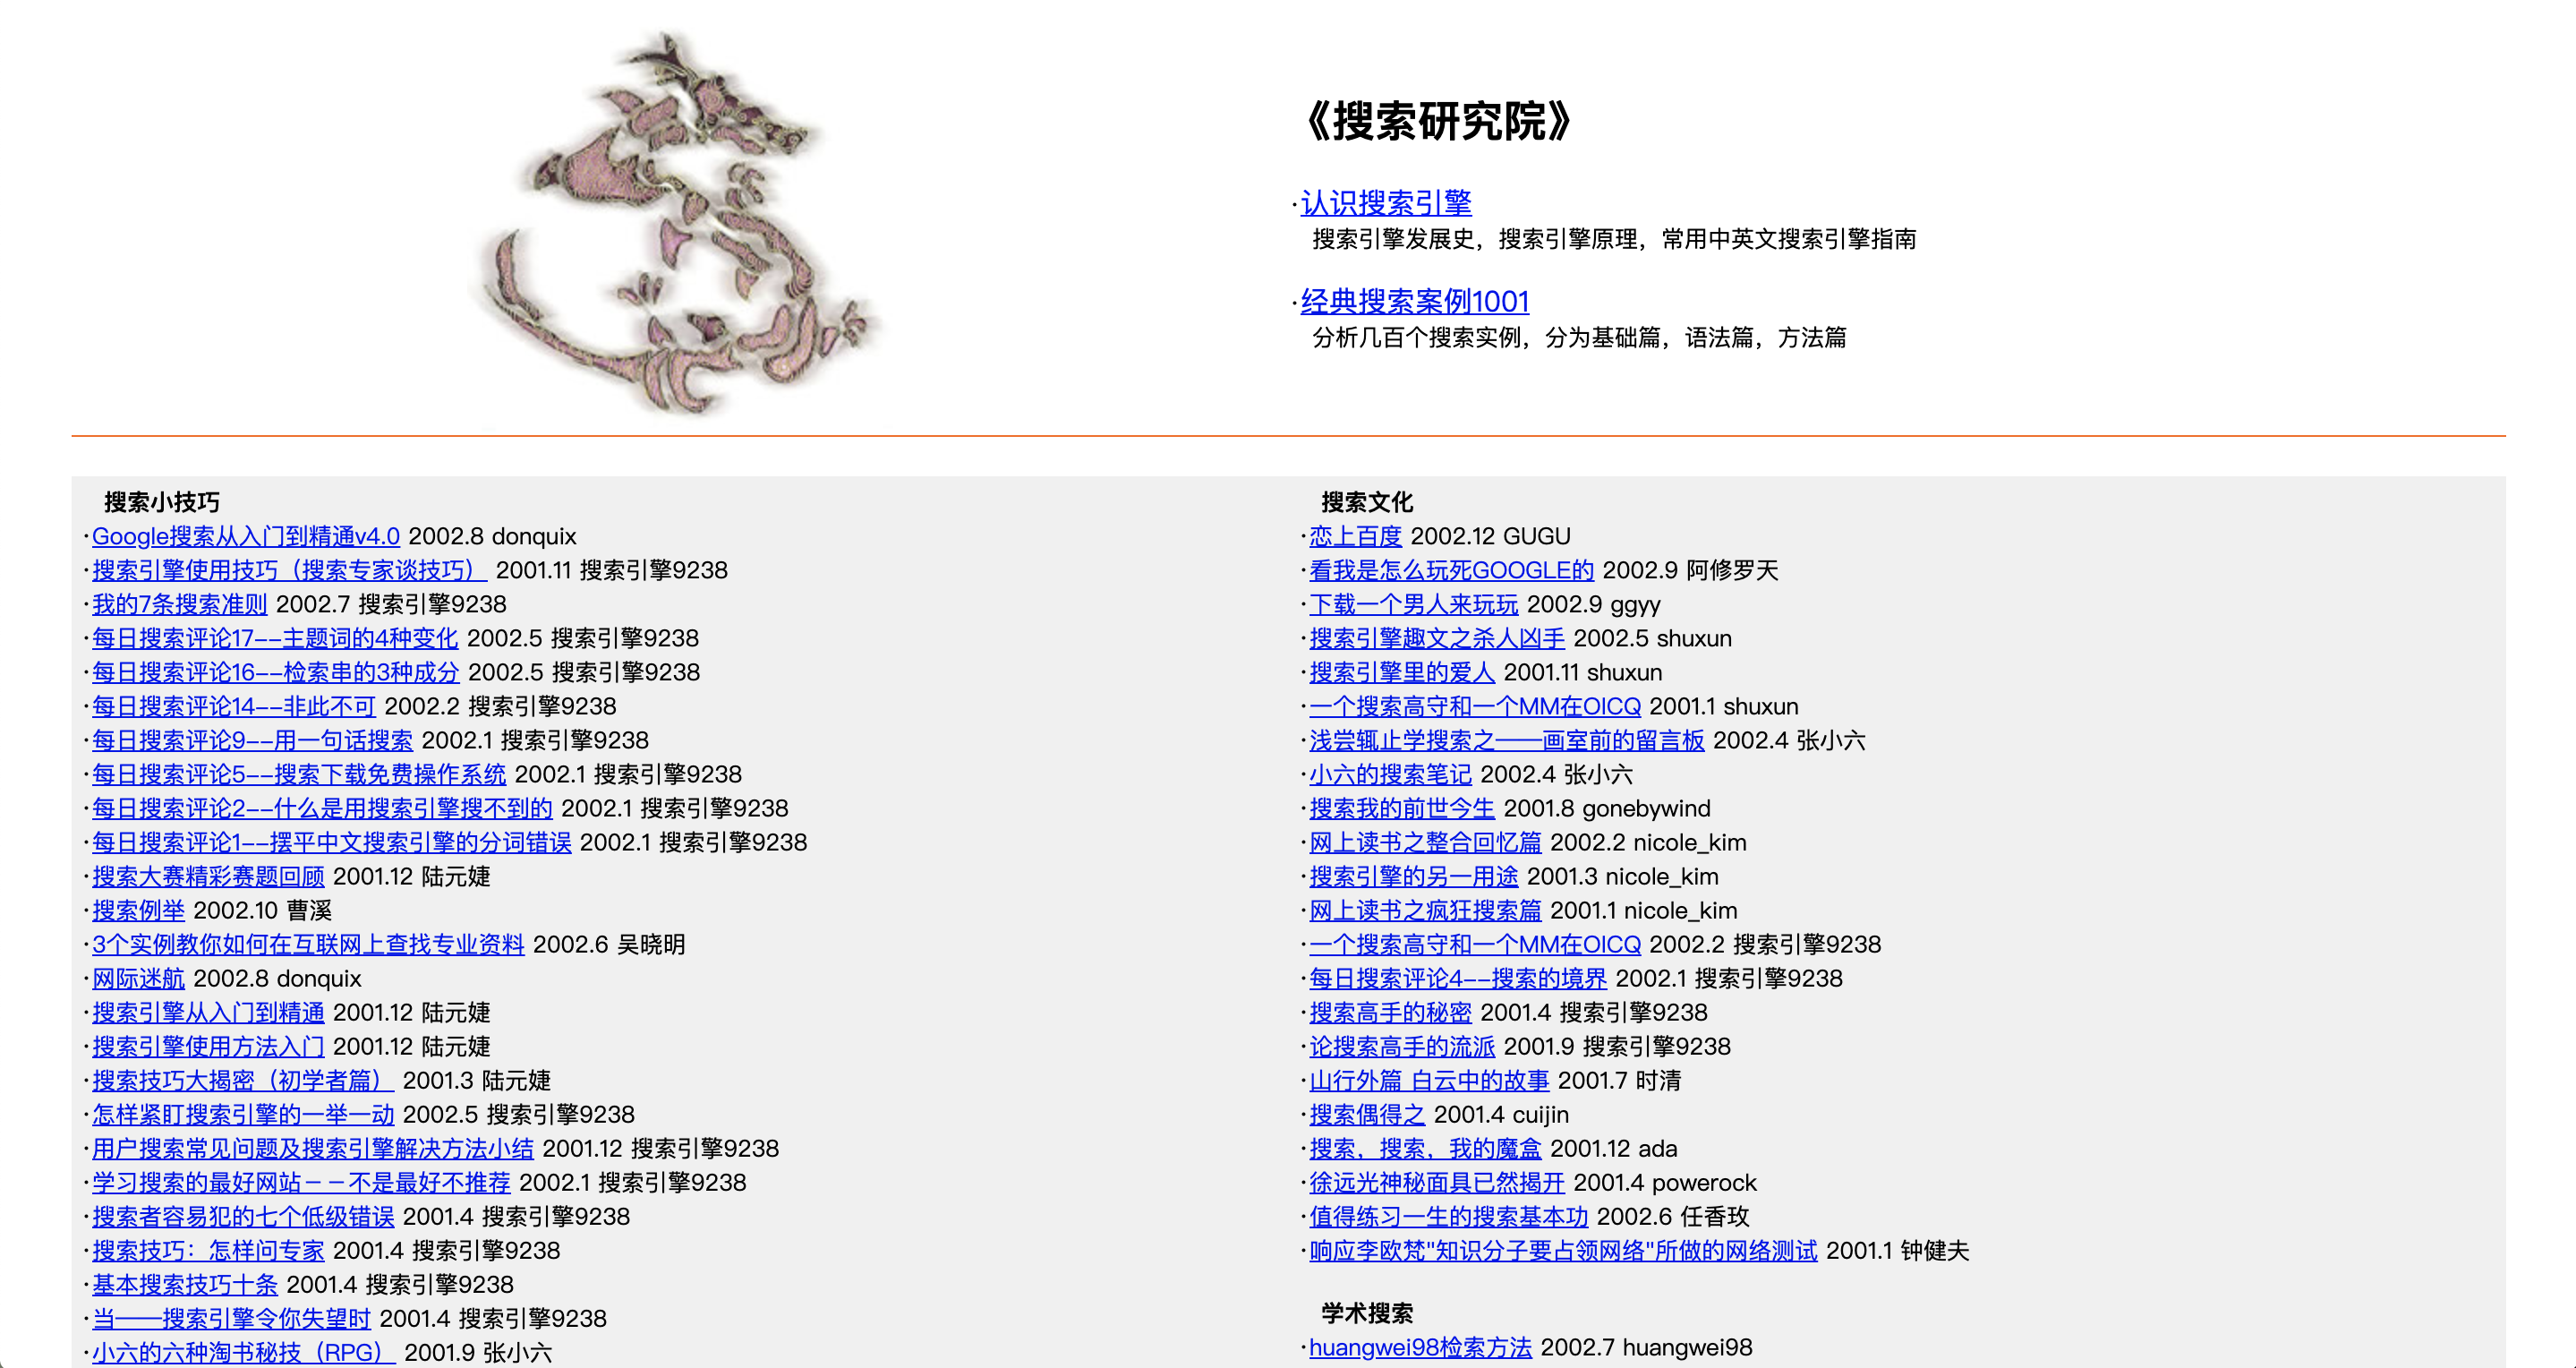 《搜索研究院》
·认识搜索引擎
搜索引擎发展史，搜索引擎原理，常用中英文搜索引擎指南
·经典搜索案例1001
分析几百个搜索实例，分为基础篇，语法篇，方法篇
搜索小技巧
·Google搜索从入门到精通v4.0 2002.8 donquix
·搜索引擎使用技巧（搜索专家谈技巧） 2001.11 搜索引擎9238
·我的7条搜索准则 2002.7 搜索引擎9238
·每日搜索评论17--主题词的4种变化 2002.5 搜索引擎9238
·每日搜索评论16--检索串的3种成分 2002.5 搜索引擎9238
·每日搜索评论14--非此不可 2002.2 搜索引擎9238
·每日搜索评论9--用一句话搜索 2002.1 搜索引擎9238
·每日搜索评论5--搜索下载免费操作系统 2002.1 搜索引擎9238
·每日搜索评论2--什么是用搜索引擎搜不到的 2002.1 搜索引擎9238
·每日搜索评论1--摆平中文搜索引擎的分词错误 2002.1 搜索引擎9238
·搜索大赛精彩赛题回顾 2001.12 陆元婕
·搜索例举 2002.10 曹溪
·3个实例教你如何在互联网上查找专业资料 2002.6 吴晓明
·网际迷航 2002.8 donquix
·搜索引擎从入门到精通 2001.12 陆元婕
·搜索引擎使用方法入门 2001.12 陆元婕
·搜索技巧大揭密（初学者篇） 2001.3 陆元婕
·怎样紧盯搜索引擎的一举一动 2002.5 搜索引擎9238
·用户搜索常见问题及搜索引擎解决方法小结 2001.12 搜索引擎9238
·学习搜索的最好网站－－不是最好不推荐 2002.1 搜索引擎9238
·搜索者容易犯的七个低级错误 2001.4 搜索引擎9238
·搜索技巧：怎样问专家 2001.4 搜索引擎9238
·基本搜索技巧十条 2001.4 搜索引擎9238
·当——搜索引擎令你失望时 2001.4 搜索引擎9238
·小六的六种淘书秘技（RPG） 2001.9 张小六
搜索文化
·恋上百度 2002.12 GUGU
·看我是怎么玩死GOOGLE的 2002.9 阿修罗天
·下载一个男人来玩玩 2002.9 ggyy
·搜索引擎趣文之杀人凶手 2002.5 shuxun
·搜索引擎里的爱人 2001.11 shuxun
·一个搜索高守和一个MM在OICQ 2001.1 shuxun
·浅尝辄止学搜索之——画室前的留言板 2002.4 张小六
·小六的搜索笔记 2002.4 张小六
·搜索我的前世今生 2001.8 gonebywind
·网上读书之整合回忆篇 2002.2 nicole_kim
·搜索引擎的另一用途 2001.3 nicole_kim
·网上读书之疯狂搜索篇 2001.1 nicole_kim
·一个搜索高守和一个MM在OICQ 2002.2 搜索引擎9238
·每日搜索评论4--搜索的境界 2002.1 搜索引擎9238
·搜索高手的秘密 2001.4 搜索引擎9238
·论搜索高手的流派 2001.9 搜索引擎9238
·山行外篇 白云中的故事 2001.7 时清
·搜索偶得之 2001.4 cuijin
·搜索，搜索，我的魔盒 2001.12 ada
·徐远光神秘面具已然揭开 2001.4 powerock
·值得练习一生的搜索基本功 2002.6 任香玫
·响应李欧梵"知识分子要占领网络"所做的网络测试 2001.1 钟健夫
学术搜索
·huangwei98检索方法 2002.7 huangwei98